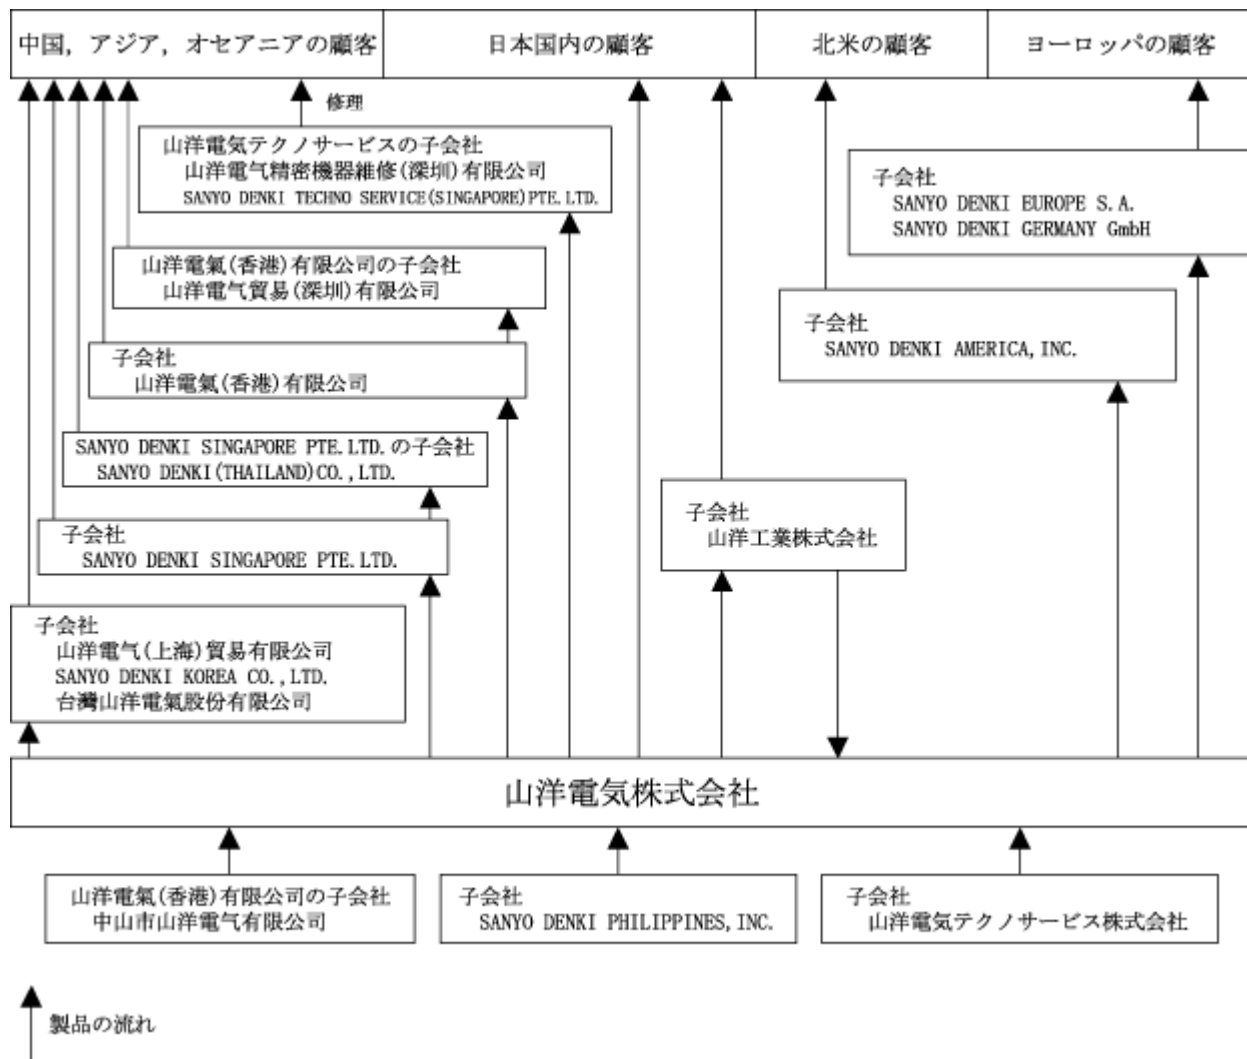 中国，アジア，オセアニアの顧客
日本国内の顧客
北米の顧客
ヨーロッパの顧客
修理
山洋電気テクノサービスの子会社
山洋電气精密機器維修(深圳)有限公司
SANYO DENKI TECHNO SERVICE(SINGAPORE)PTE.LTD.
子会社
SANYO DENKI EUROPE S.A.
SANYO DENKI GERMANY GmbH
山洋電氣(香港)有限公司の子会社
山洋電气貿易(深圳)有限公司
子会社
SANYO DENKI AMERICA,INC.
子会社
山洋電氣(香港)有限公司
SANYO DENKI SINGAPORE PTE.LTD.の子会社
SANYO DENKI(THAILAND)CO.,LTD.
子会社
山洋工業株式会社
子会社
SANYO DENKI SINGAPORE PTE.LTD.
子会社
山洋電气(上海)貿易有限公司
SANYO DENKI KOREA CO.,LTD.
台灣山洋電氣股份有限公司
山洋電気株式会社
山洋電氣(香港)有限公司の子会社
中山市山洋電气有限公司
子会社
SANYO DENKI PHILIPPINES,INC.
子会社
山洋電気テクノサービス株式会社
製品の流れ